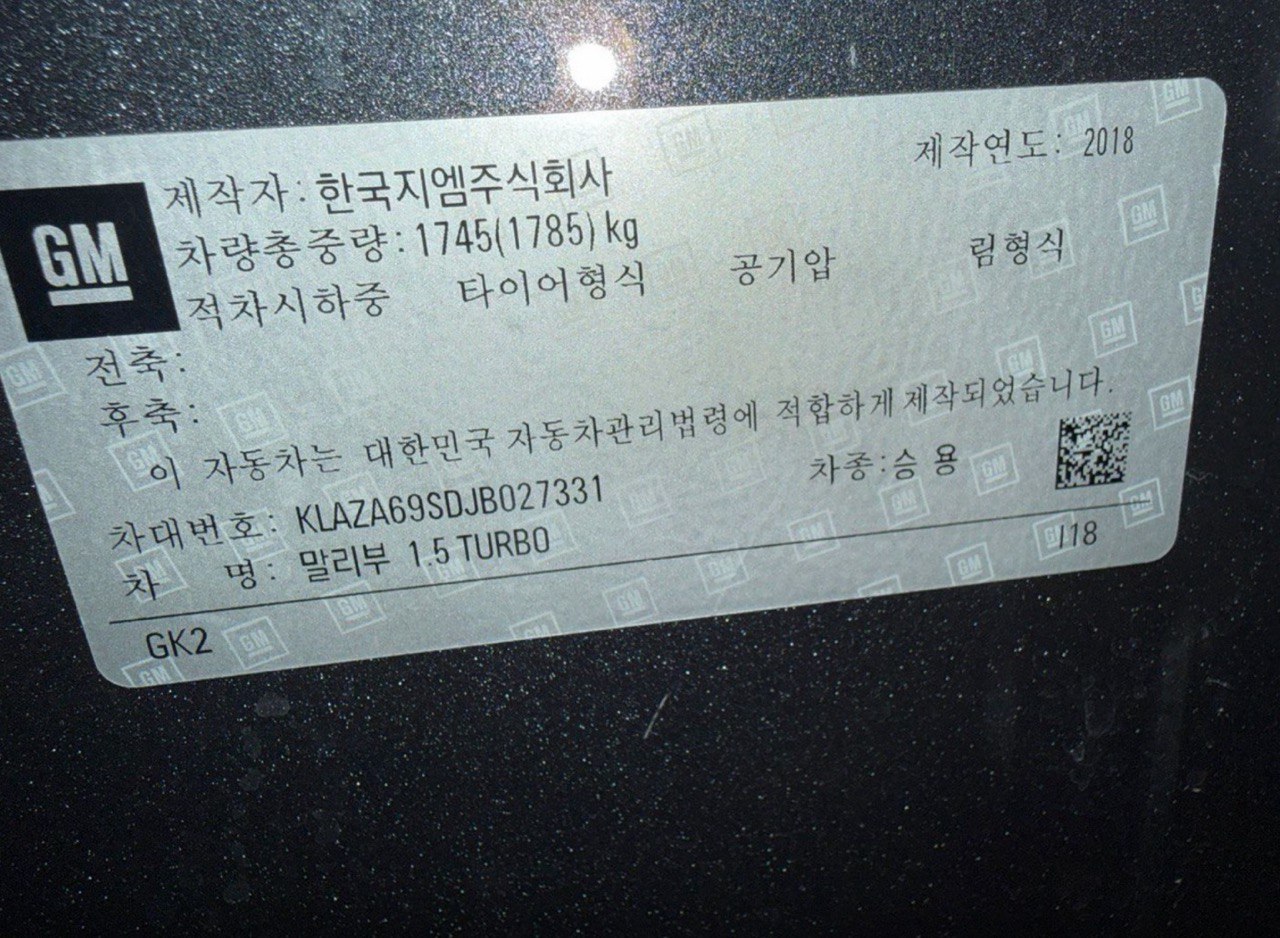 제작연도: 2018
GM
제작자: 한국지엠주식회사
차량총중량: 1745(1785) kg
적차시하중 타이어형식 공기압 림형식
전축:
후축:
이 자동차는 대한민국 자동차관리법령에 적합하게 제작되었습니다.
차대번호: KLAZA69SDJB027331 차종:승 용
차 명: 말리부 1.5 TURBO
GK2 /18